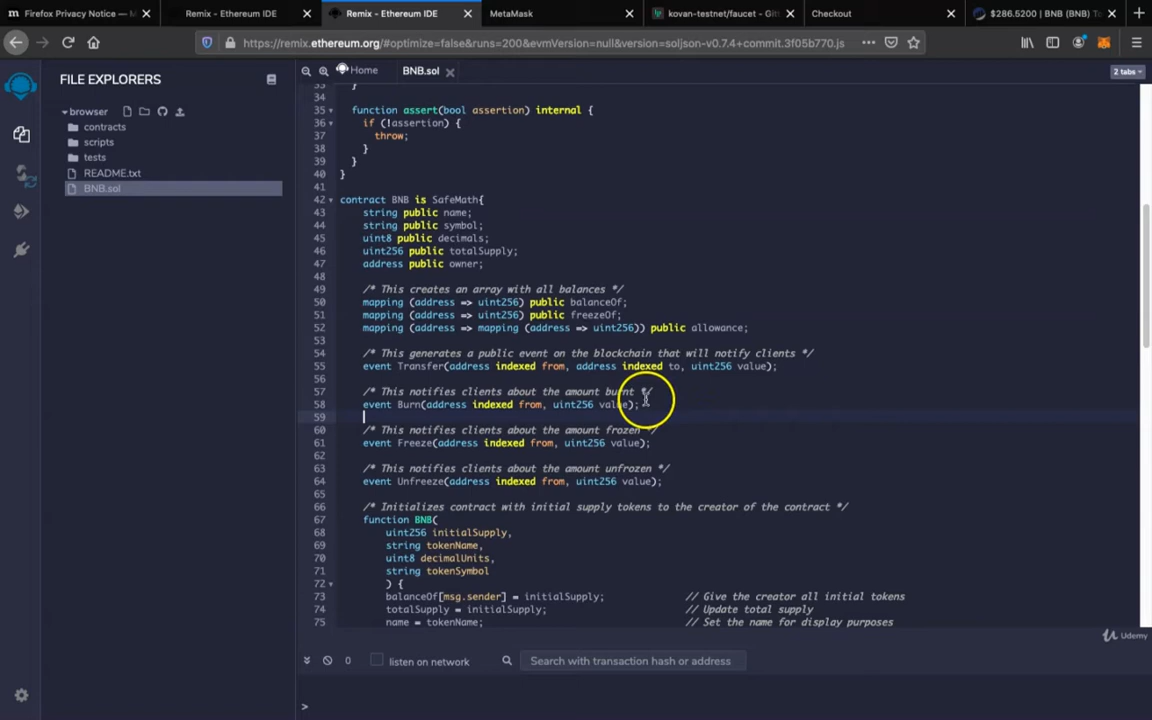 Firefox Privacy Notice — M
Remix - Ethereum IDE
Remix - Ethereum IDE
MetaMask
kovan-testnet/faucet - Git
Checkout
$286.5200 | BNB (BNB) To
https://remix.ethereum.org/#optimize=false&runs=200&evmVersion=null&version=soljson-v0.7.4+commit.3f05b770.js
FILE EXPLORERS
browser
contracts
scripts
tests
README.txt
BNB.sol
Home
BNB.sol
2 tabs
33 }
34
35 function assert(bool assertion) internal {
36 if (!assertion) {
37 throw;
38 }
39 }
40 }
41
42 contract BNB is SafeMath{
43 string public name;
44 string public symbol;
45 uint8 public decimals;
46 uint256 public totalSupply;
47 address public owner;
48
49 /* This creates an array with all balances */
50 mapping (address => uint256) public balanceOf;
51 mapping (address => uint256) public freezeOf;
52 mapping (address => mapping (address => uint256)) public allowance;
53
54 /* This generates a public event on the blockchain that will notify clients */
55 event Transfer(address indexed from, address indexed to, uint256 value);
56
57 /* This notifies clients about the amount burnt */
58 event Burn(address indexed from, uint256 value);
59
60 /* This notifies clients about the amount frozen */
61 event Freeze(address indexed from, uint256 value);
62
63 /* This notifies clients about the amount unfrozen */
64 event Unfreeze(address indexed from, uint256 value);
65
66 /* Initializes contract with initial supply tokens to the creator of the contract */
67 function BNB(
68 uint256 initialSupply,
69 string tokenName,
70 uint8 decimalUnits,
71 string tokenSymbol
72 ) {
73 balanceOf[msg.sender] = initialSupply; // Give the creator all initial tokens
74 totalSupply = initialSupply; // Update total supply
75 name = tokenName; // Set the name for display purposes
Udemy
0
listen on network
Search with transaction hash or address
>